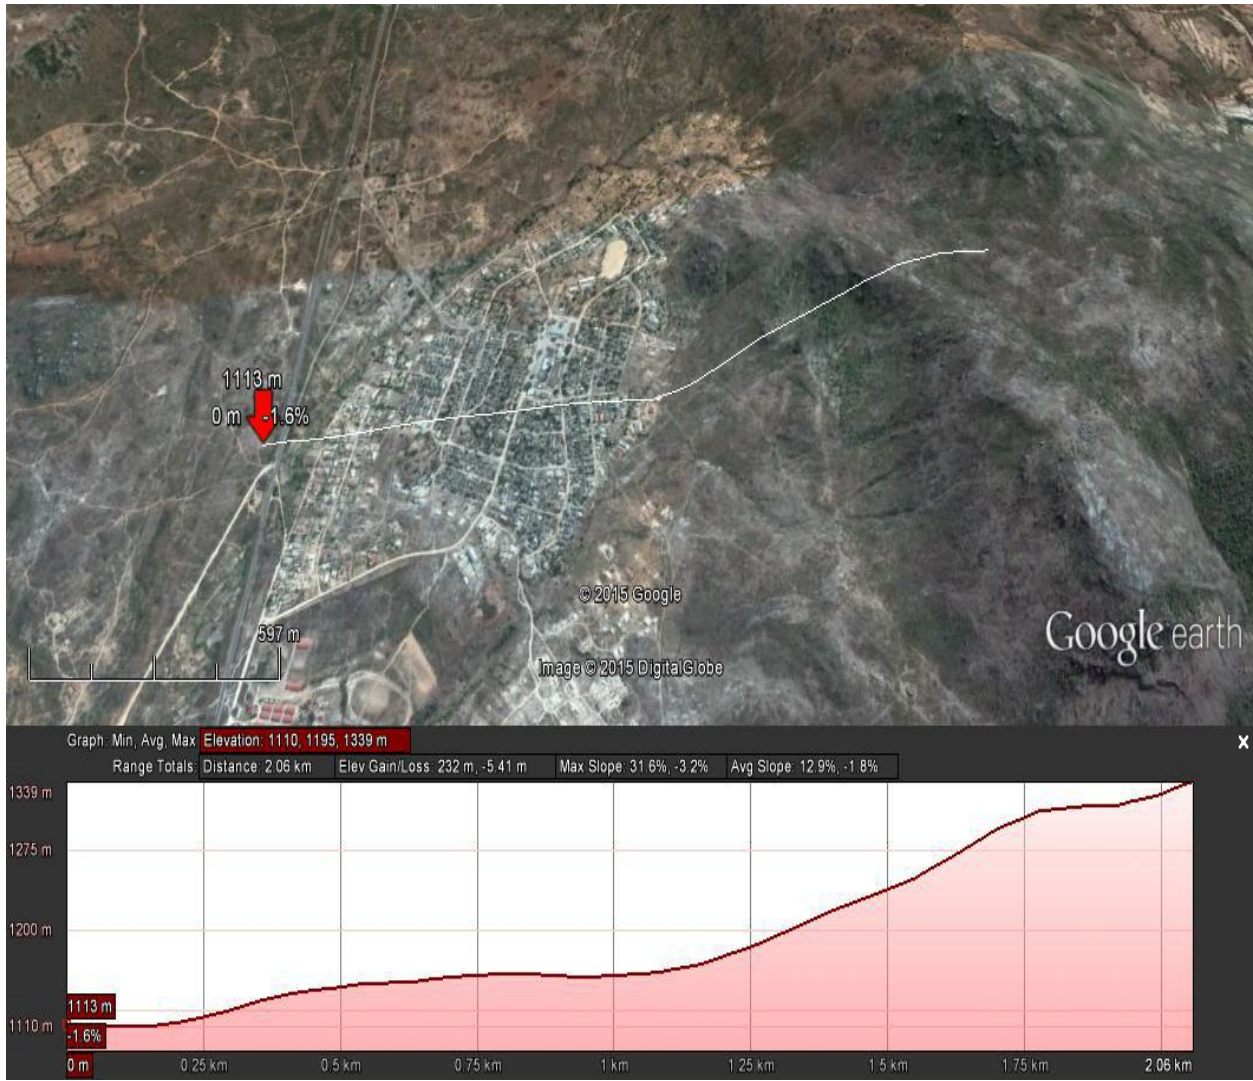 1113 m
0 m -1.6%
© 2015 Google
597 m
Google earth
Image © 2015 DigitalGlobe
Graph: Min, Avg, Max Elevation: 1110, 1195, 1339 m
x
Range Totals: Distance: 2.06 km Elev Gain/Loss: 232 m, -5.41 m Max Slope: 31.6%, -3.2% Avg Slope: 12.9%, -1.8%
1339 m
1275 m
1200 m
1113 m
1110 m
-1.6%
0 m 0.25 km 0.5 km 0.75 km 1 km 1.25 km 1.5 km 1.75 km 2.06 km